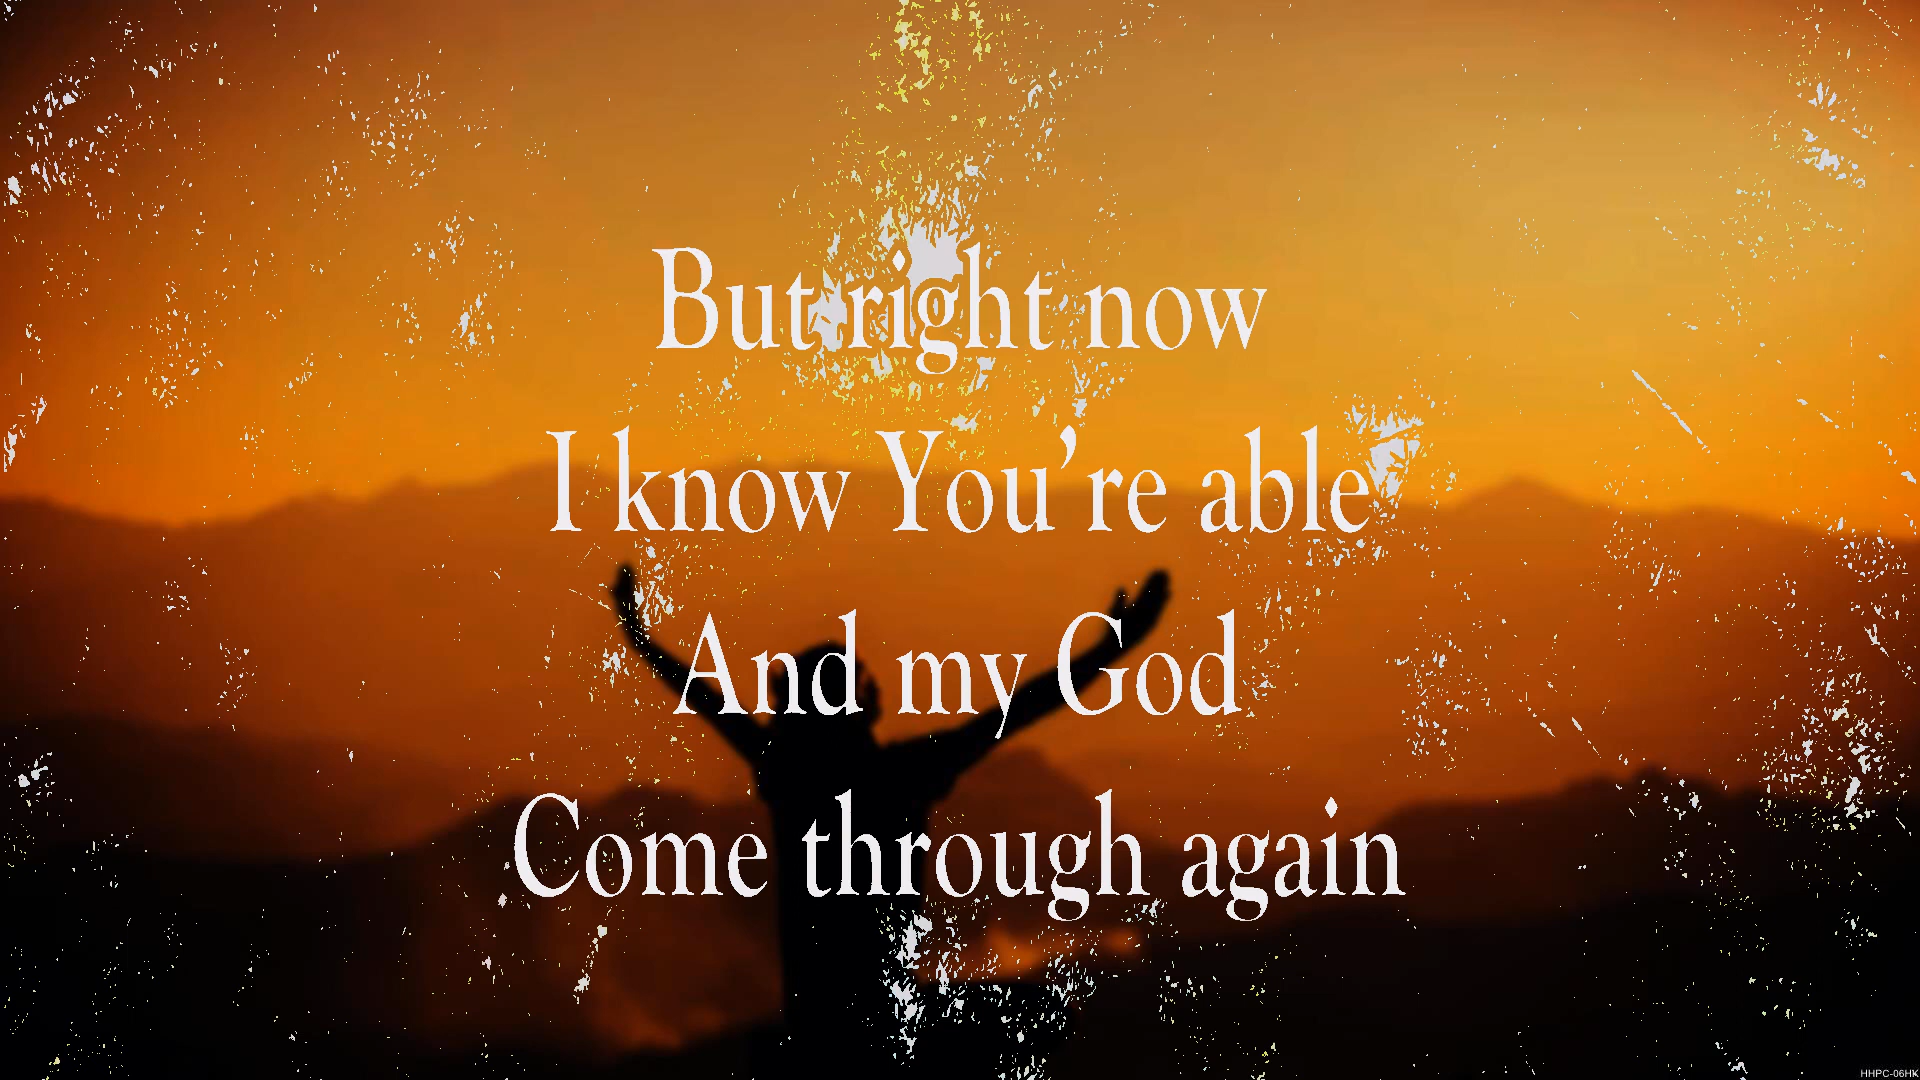 But right now
I know You’re able
And my God
Come through again
HHPC-06HK